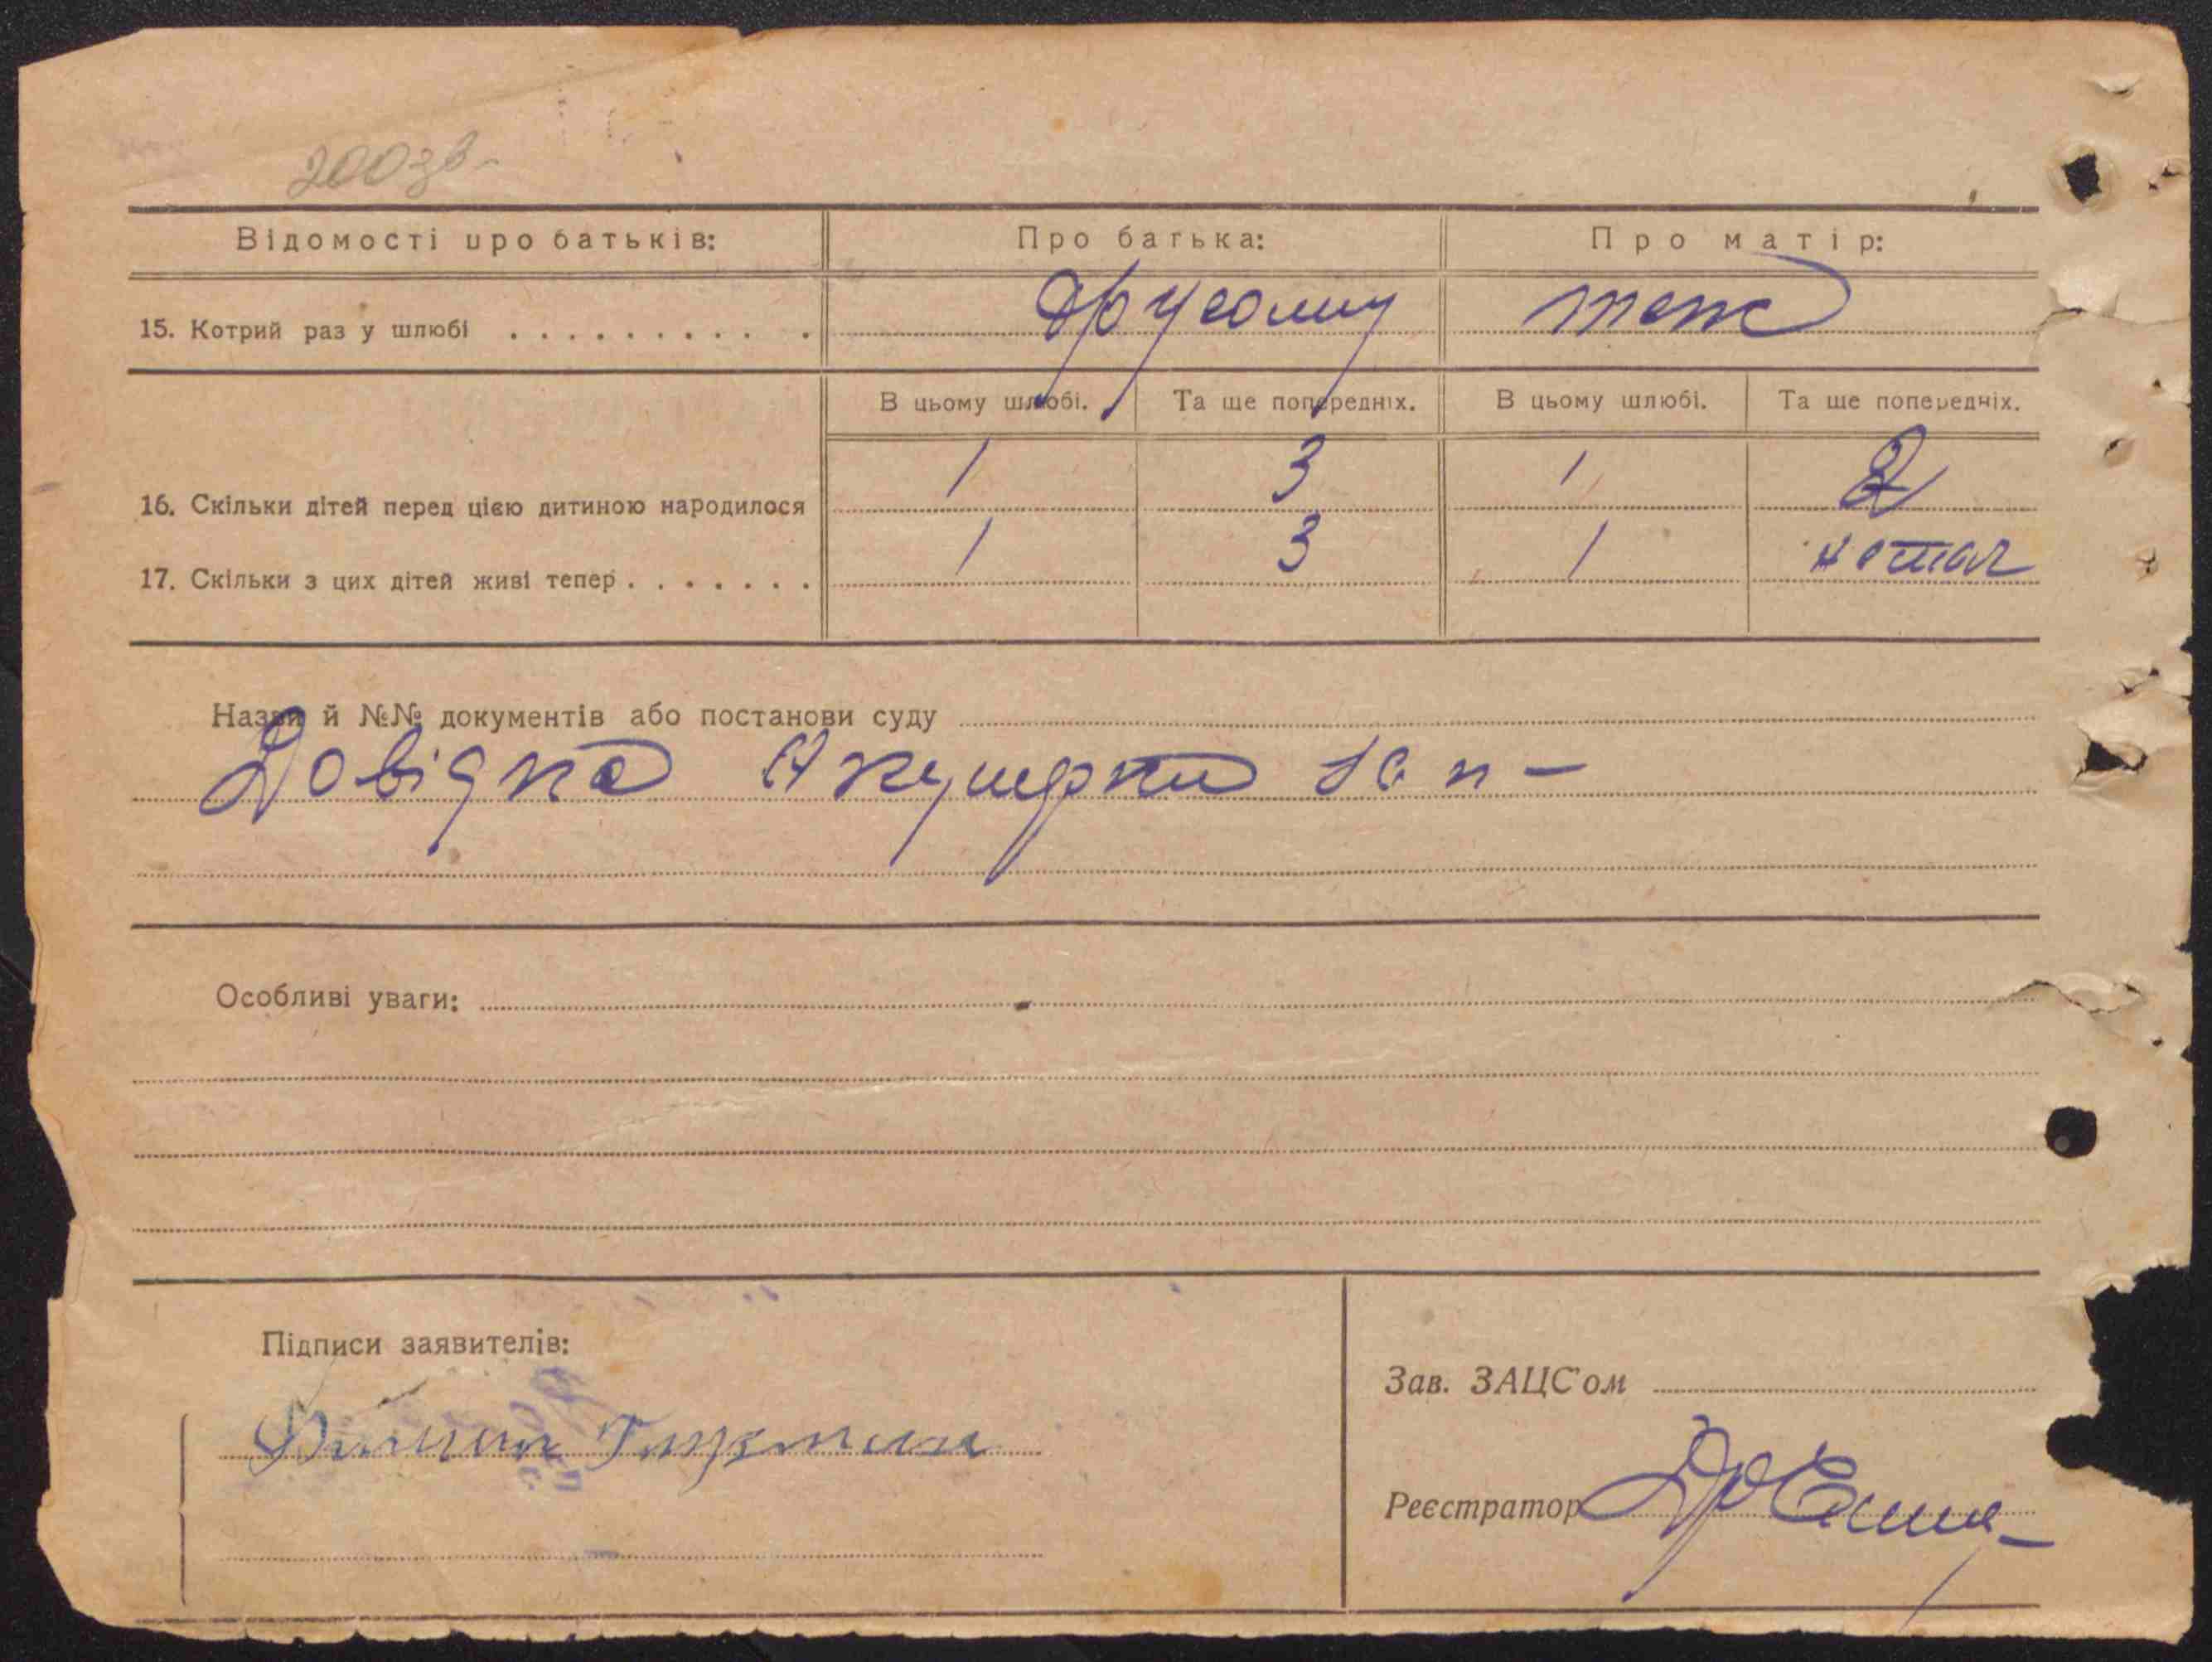 200зв-
Відомості про батьків: Про батька: Про матір:
15. Котрий раз у шлюбі . . . . . . . . . . другому теж
В цьому шлюбі. Та ще попередніх. В цьому шлюбі. Та ще попередніх.
16. Скільки дітей перед цією дитиною народилося 1 3 1 2
17. Скільки з цих дітей живі тепер . . . . . . . 1 3 1
Назви й №№ документів або постанови суду
Довідка Акушерки
Особливі уваги:
Підписи заявителів:
Зав. ЗАЦС'ом
Реєстратор